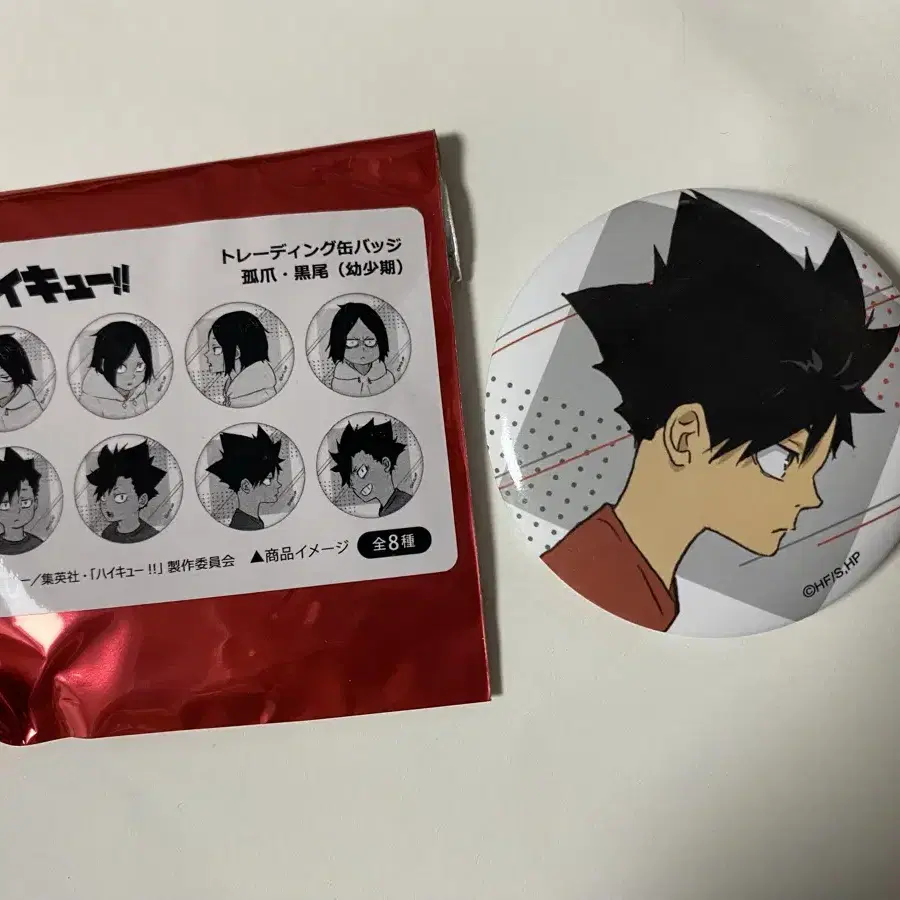 イキュー!!
トレーディング缶バッジ
孤爪・黒尾（幼少期）
▲商品イメージ 全8種
ー／集英社・「ハイキュー!!」製作委員会
©HF/S,HP